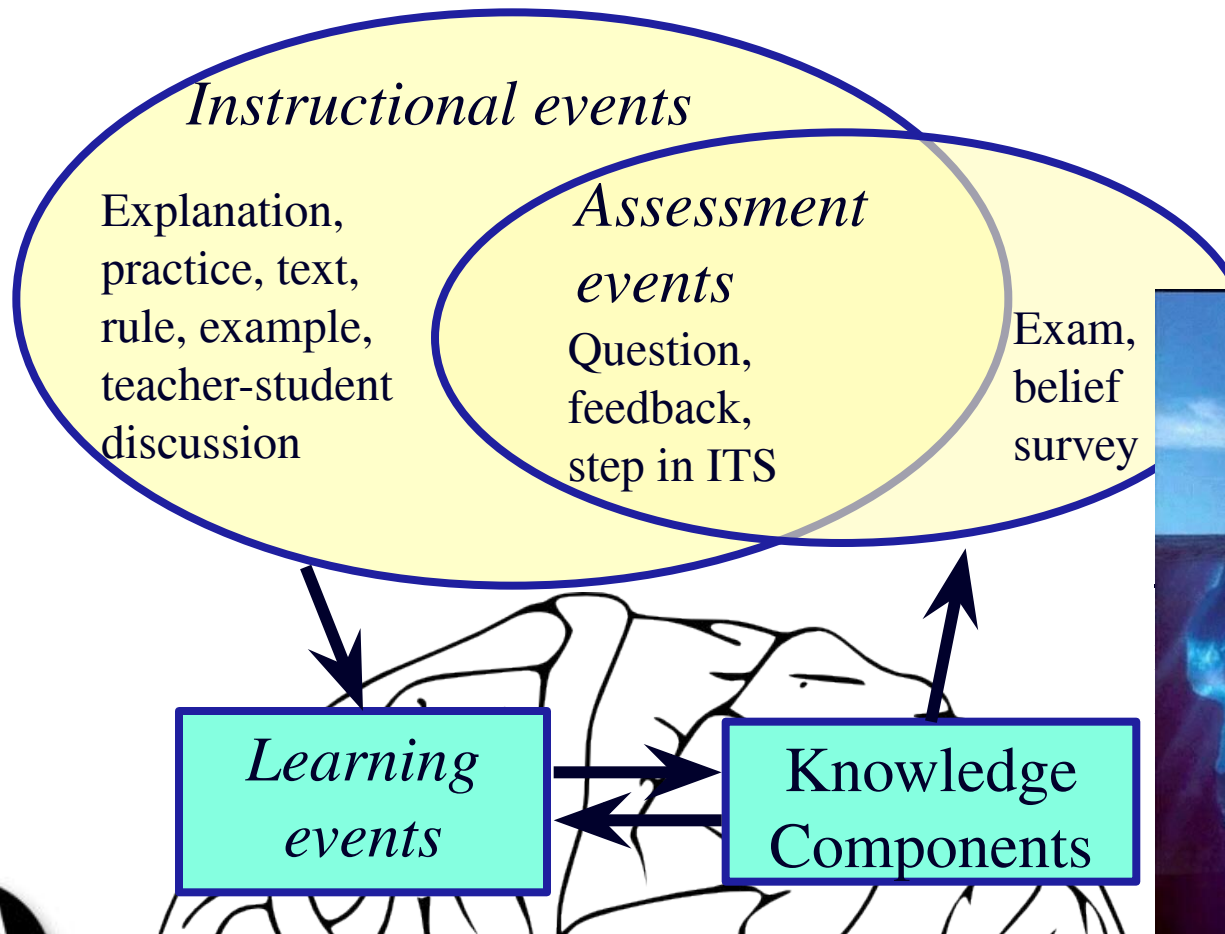 Instructional events
Explanation,
practice, text,
rule, example,
teacher-student
discussion
Assessment
events
Question,
feedback,
step in ITS
Exam,
belief
survey
Learning
events
Knowledge
Components